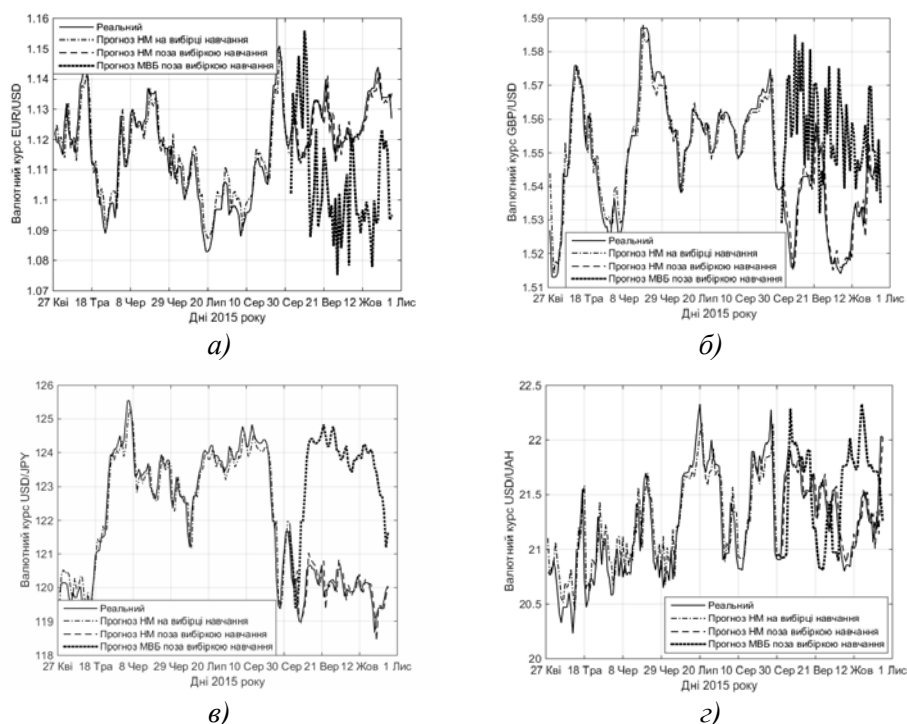 1.16
1.15
1.14
1.13
1.12
1.11
1.1
1.09
1.08
1.07
Валютний курс EUR/USD
Реальний
Прогноз НМ на вибірці навчання
Прогноз НМ поза вибіркою навчання
Прогноз МВБ поза вибіркою навчання
27 Кві 18 Тра 8 Чер 29 Чер 20 Лип 10 Сер 30 Сер 21 Вер 12 Жов 1 Лис
Дні 2015 року
а)
1.59
1.57
1.55
1.53
1.51
Валютний курс GBP/USD
Реальний
Прогноз НМ на вибірці навчання
Прогноз НМ поза вибіркою навчання
Прогноз МВБ поза вибіркою навчання
27 Кві 18 Тра 8 Чер 29 Чер 20 Лип 10 Сер 30 Сер 21 Вер 12 Жов 1 Лис
Дні 2015 року
б)
126
125
124
123
122
121
120
119
118
Валютний курс USD/JPY
Реальний
Прогноз НМ на вибірці навчання
Прогноз НМ поза вибіркою навчання
Прогноз МВБ поза вибіркою навчання
27 Кві 18 Тра 8 Чер 29 Чер 20 Лип 10 Сер 30 Сер 21 Вер 12 Жов 1 Лис
Дні 2015 року
в)
22.5
22
21.5
21
20.5
20
Валютний курс USD/UAH
Реальний
Прогноз НМ на вибірці навчання
Прогноз НМ поза вибіркою навчання
Прогноз МВБ поза вибіркою навчання
27 Кві 18 Тра 8 Чер 29 Чер 20 Лип 10 Сер 30 Сер 21 Вер 12 Жов 1 Лис
Дні 2015 року
г)